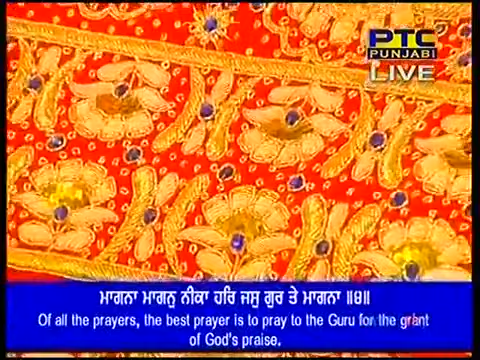 PTC
PUNJABI
LIVE
ਮਾਗਨਾ ਮਾਗਨੁ ਨੀਕਾ ਹਰਿ ਜਸੁ ਗੁਰ ਤੇ ਮਾਗਨਾ ॥੪॥
Of all the prayers, the best prayer is to pray to the Guru for the grant
of God's praise.